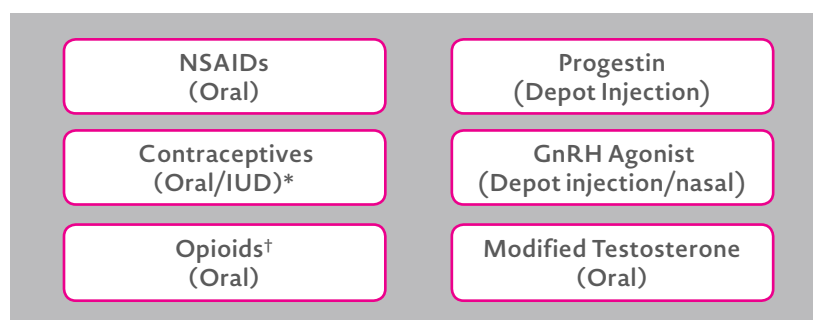 NSAIDs
(Oral)
Progestin
(Depot Injection)
Contraceptives
(Oral/IUD)*
GnRH Agonist
(Depot injection/nasal)
Opioids†
(Oral)
Modified Testosterone
(Oral)